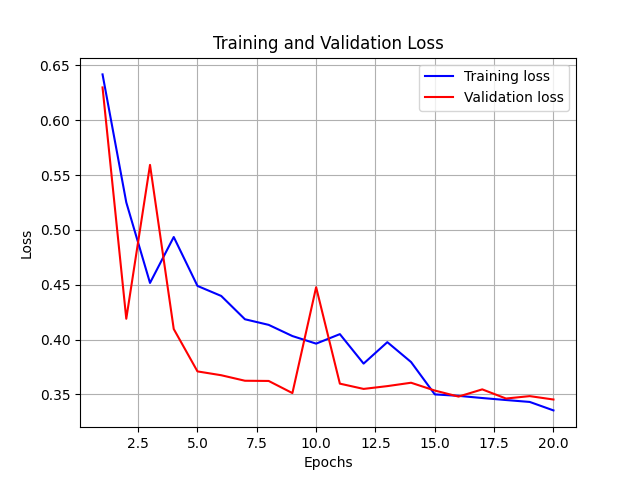 Training and Validation Loss
Training loss
Validation loss
0.65
0.60
0.55
0.50
0.45
0.40
0.35
Loss
2.5 5.0 7.5 10.0 12.5 15.0 17.5 20.0
Epochs